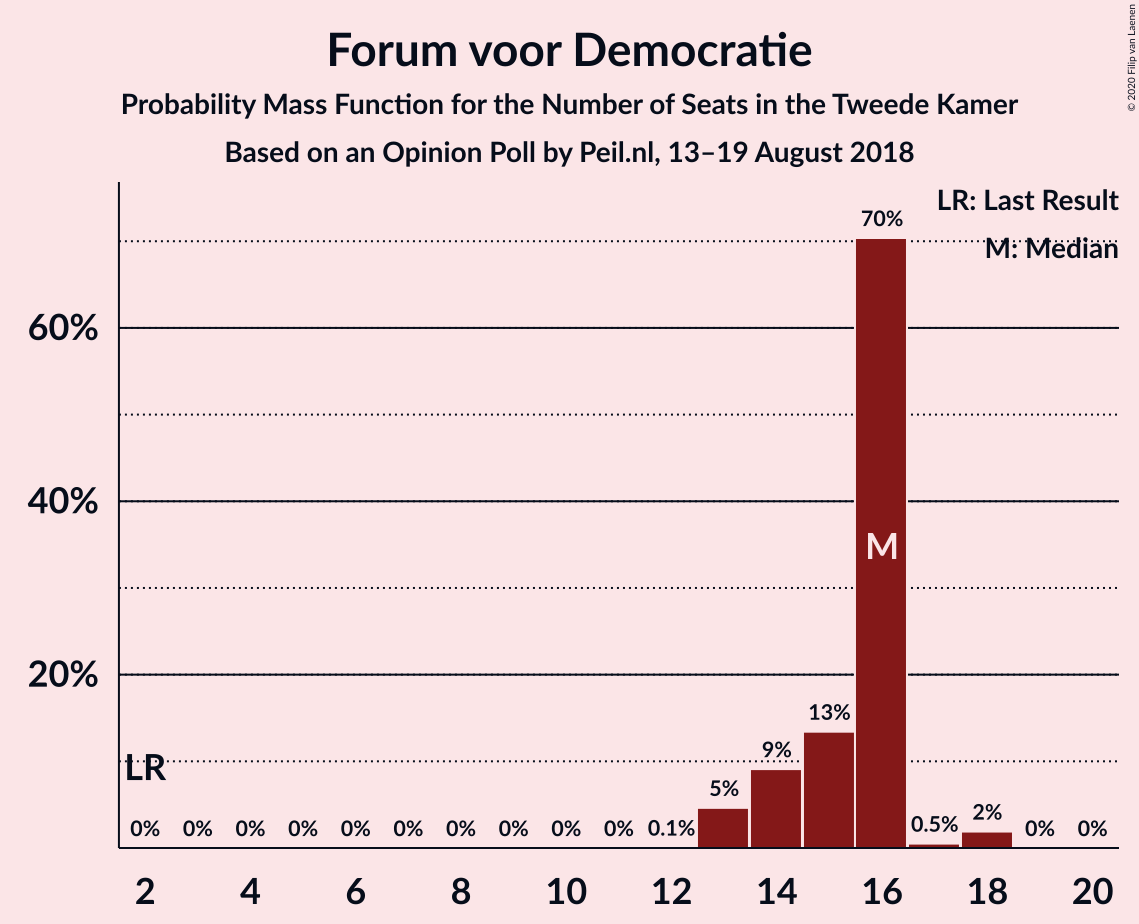 Forum voor Democratie
Probability Mass Function for the Number of Seats in the Tweede Kamer
Based on an Opinion Poll by Peil.nl, 13–19 August 2018
© 2020 Filip van Laenen
LR: Last Result
M: Median
70%
60%
40%
M
20%
13%
9%
LR
5%
0% 0% 0% 0% 0% 0% 0% 0% 0% 0% 0.1% 0.5% 2% 0% 0%
2 4 6 8 10 12 14 16 18 20